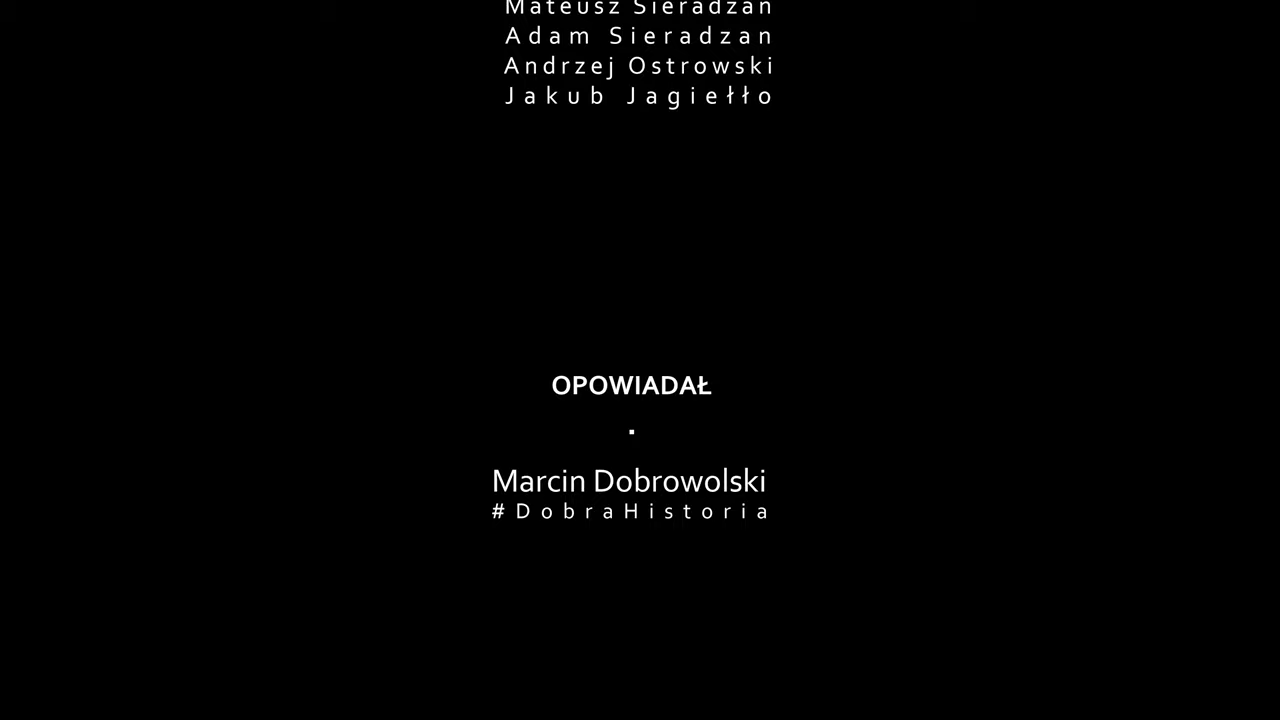 Mateusz Sieradzan
Adam Sieradzan
Andrzej Ostrowski
Jakub Jagiełło
OPOWIADAŁ
.
Marcin Dobrowolski
#DobraHistoria